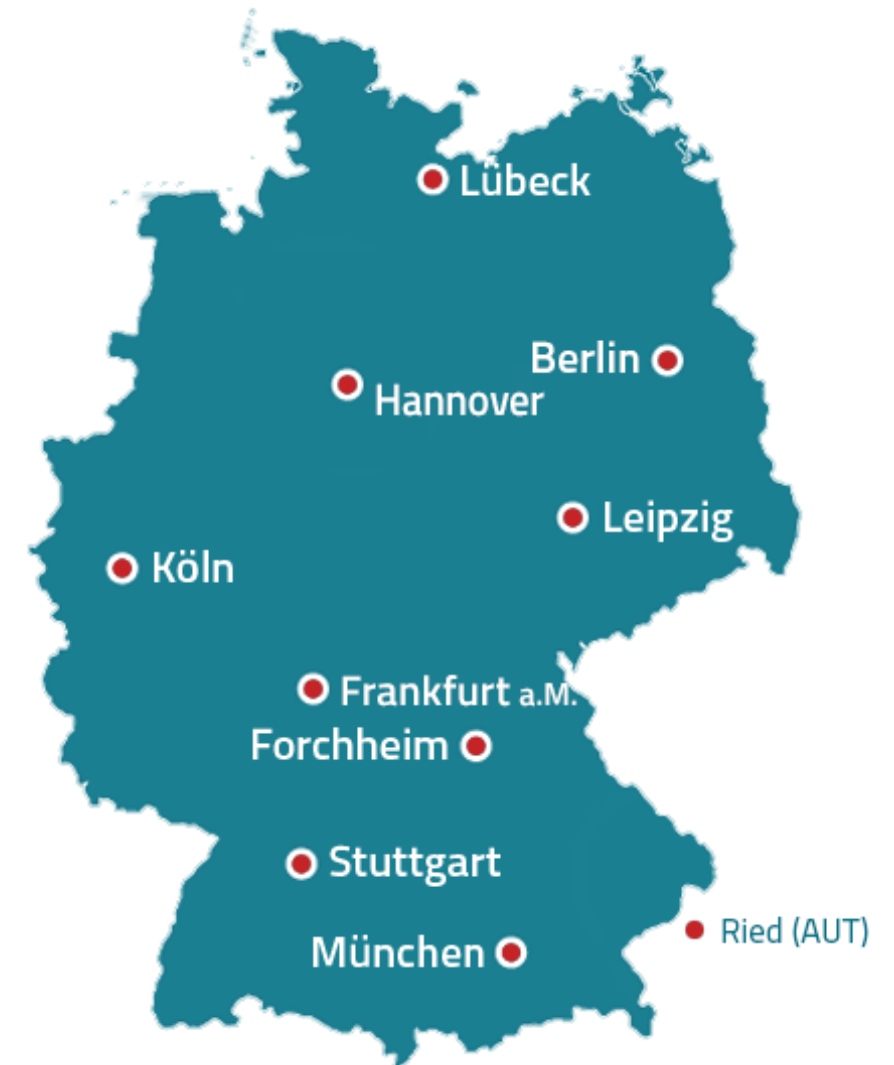 Lübeck
Berlin
Hannover
Leipzig
Köln
Frankfurt a.M.
Forchheim
Stuttgart
Ried (AUT)
München